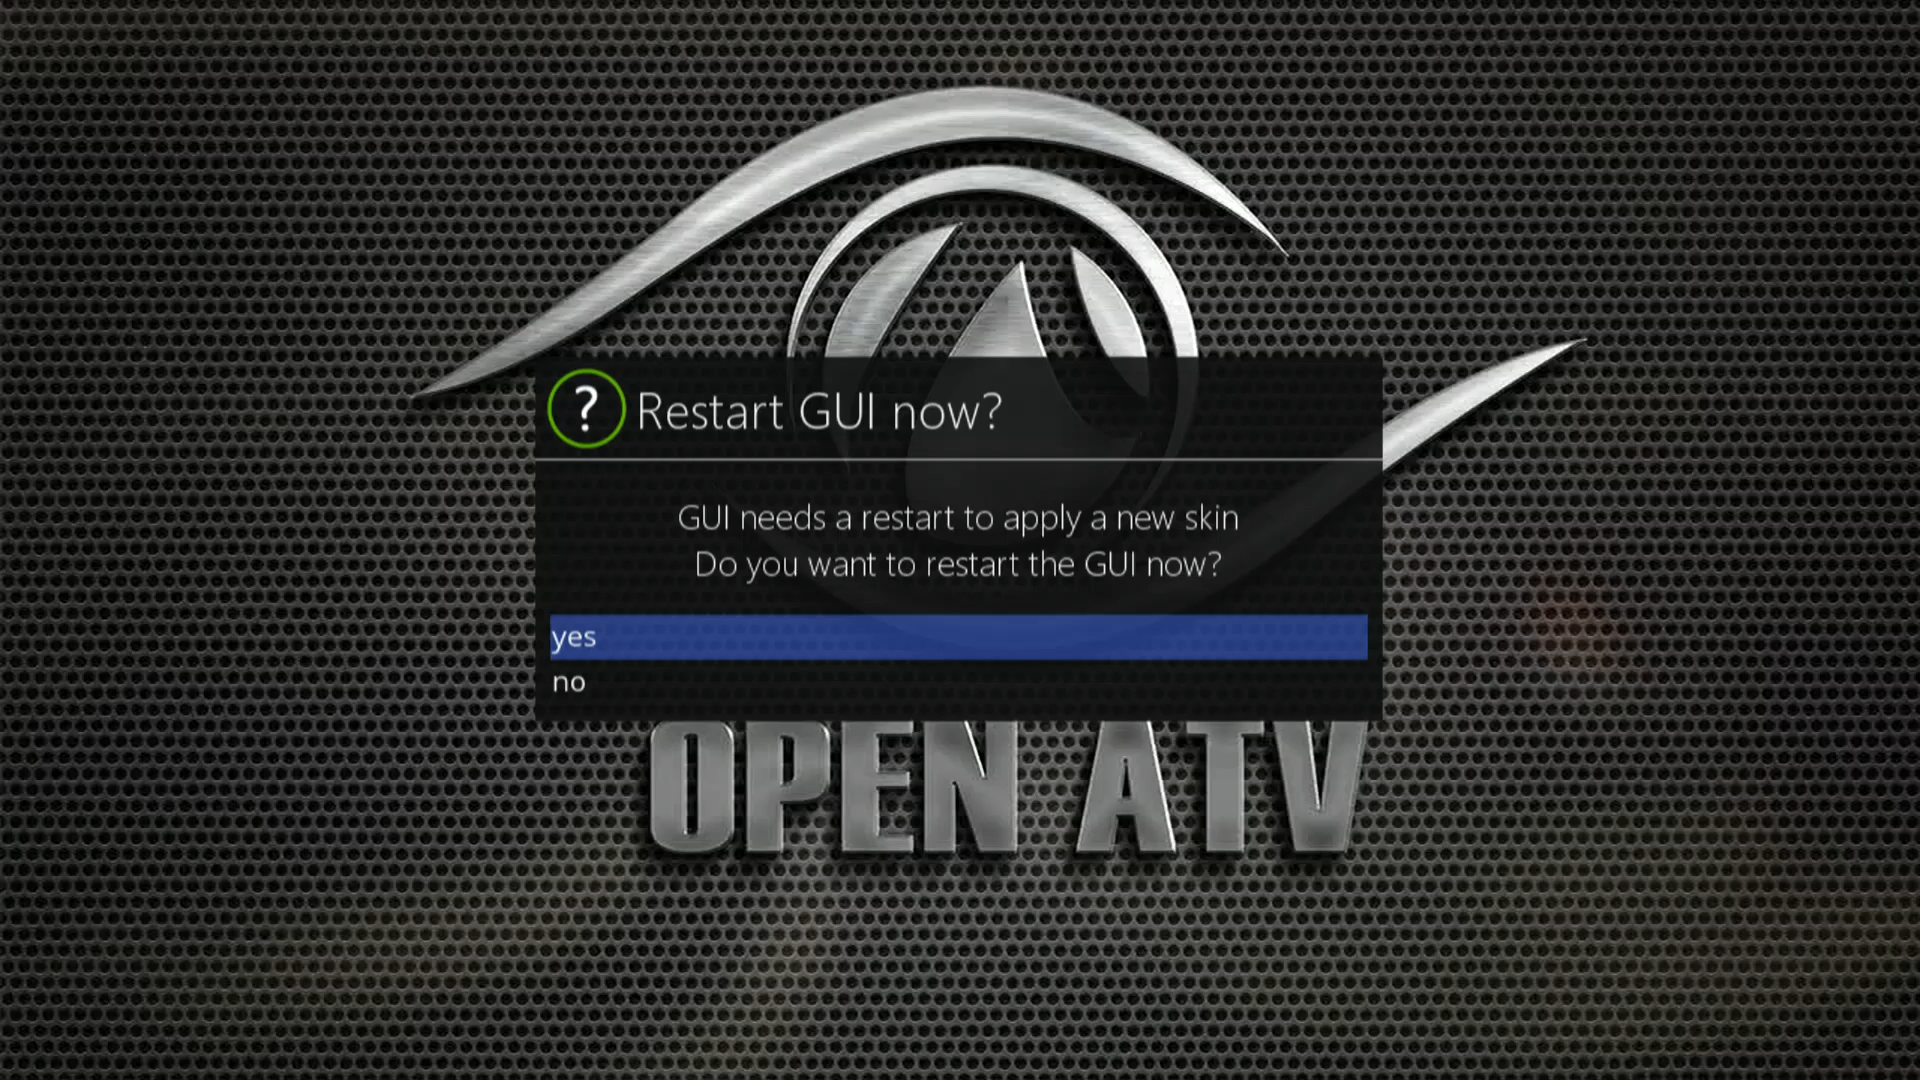 ? Restart GUI now?
GUI needs a restart to apply a new skin
Do you want to restart the GUI now?
yes
no
OPEN ATV